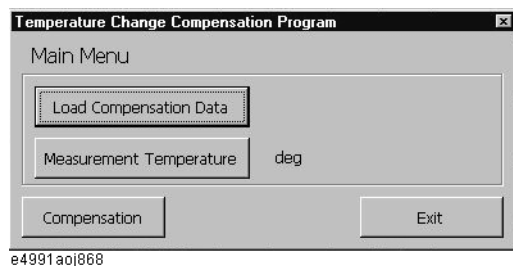 Temperature Change Compensation Program
Main Menu
Load Compensation Data
Measurement Temperature deg
Compensation Exit
e4991aoj868